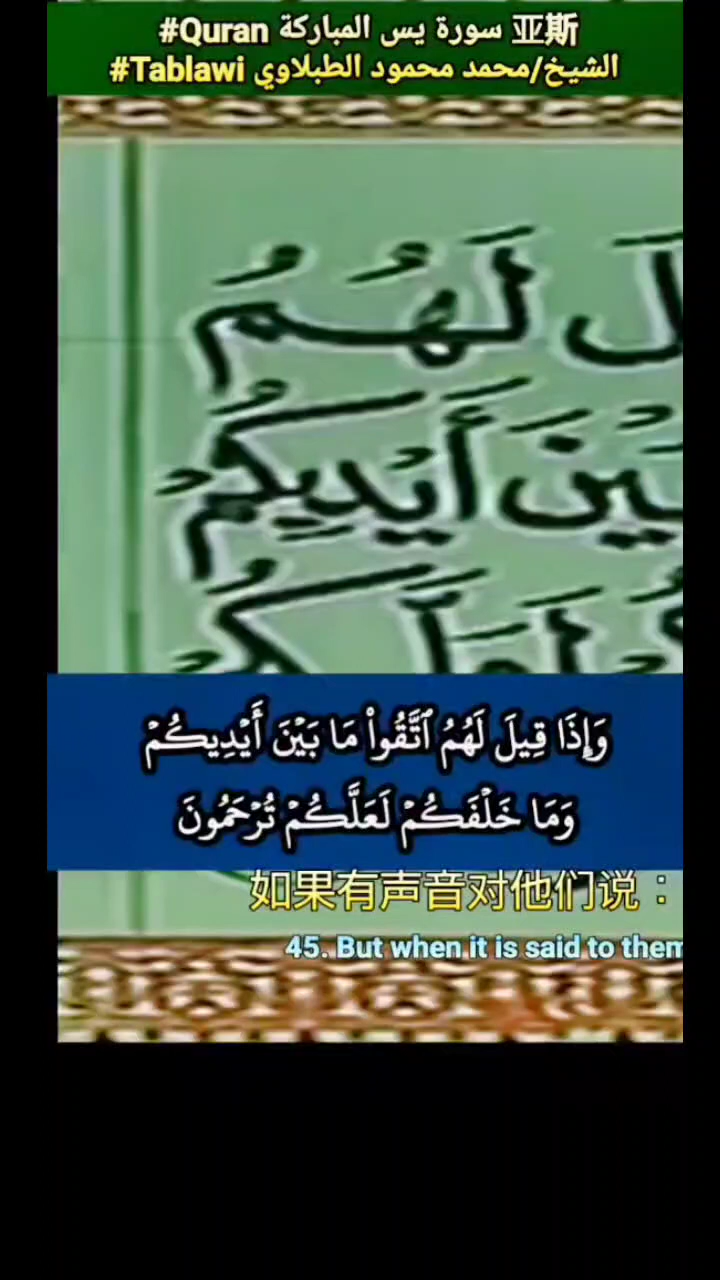 #Quran سورة يس المباركة 亚斯
#Tablawi الشيخ/محمد محمود الطبلاوي
لَ لَهُمُ
بَيْنَ أَيْدِيكُمْ
وَإِذَا قِيلَ لَهُمُ ٱتَّقُوا۟ مَا بَيْنَ أَيْدِيكُمْ
وَمَا خَلْفَكُمْ لَعَلَّكُمْ تُرْحَمُونَ
如果有声音对他们说：
45. But when it is said to them